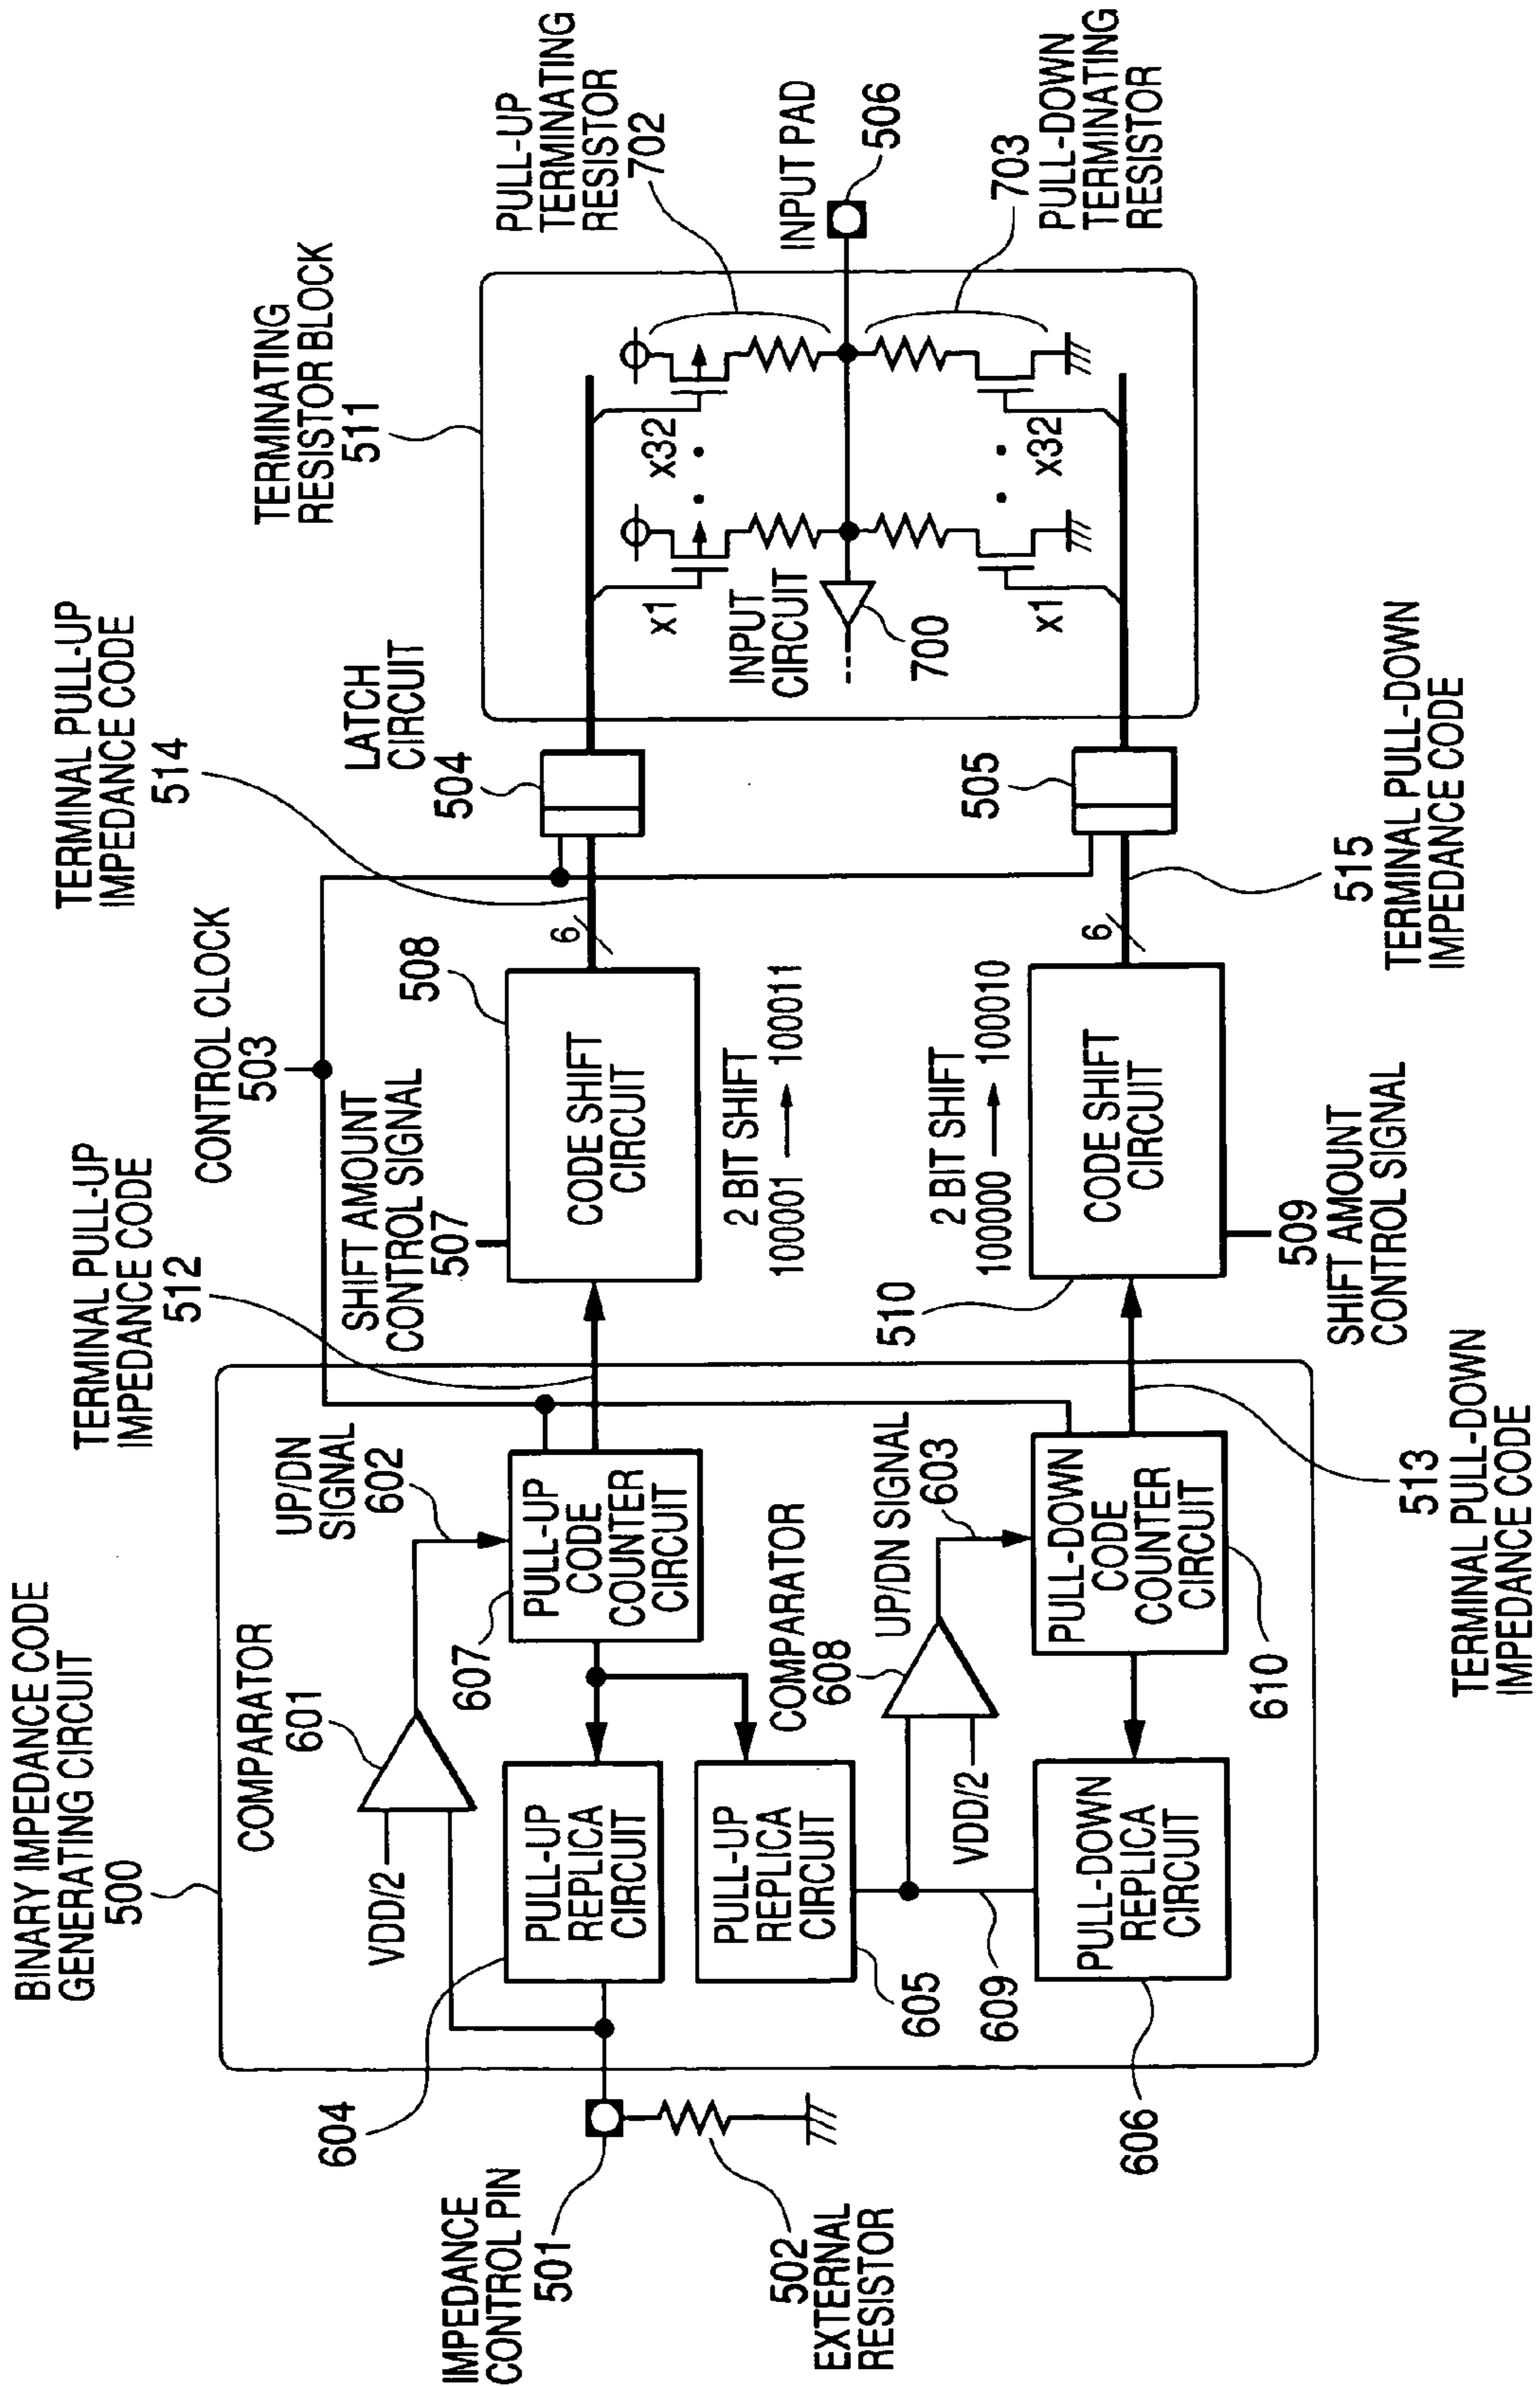 BINARY IMPEDANCE CODE
GENERATING CIRCUIT
500
COMPARATOR
601
VDD/2
UP/DN
SIGNAL
602
PULL-UP
CODE
COUNTER
CIRCUIT
607
PULL-UP
REPLICA
CIRCUIT
604
PULL-UP
REPLICA
CIRCUIT
605
COMPARATOR
608
VDD/2
609
UP/DN SIGNAL
603
PULL-DOWN
CODE
COUNTER
CIRCUIT
610
PULL-DOWN
REPLICA
CIRCUIT
606
IMPEDANCE
CONTROL PIN
501
502
EXTERNAL
RESISTOR
TERMINAL PULL-UP
IMPEDANCE CODE
512
513
TERMINAL PULL-DOWN
IMPEDANCE CODE
CONTROL CLOCK
503
SHIFT AMOUNT
CONTROL SIGNAL
507
508
CODE SHIFT
CIRCUIT
2 BIT SHIFT
10001 100011
2 BIT SHIFT
100000 100010
510
CODE SHIFT
CIRCUIT
509
SHIFT AMOUNT
CONTROL SIGNAL
TERMINAL PULL-UP
IMPEDANCE CODE
514
6
LATCH
CIRCUIT
504
6
505
515
TERMINAL PULL-DOWN
IMPEDANCE CODE
TERMINATING
RESISTOR BLOCK
511
x1
x32
INPUT
CIRCUIT
700
x1
x32
PULL-UP
TERMINATING
RESISTOR
702
INPUT PAD
506
703
PULL-DOWN
TERMINATING
RESISTOR